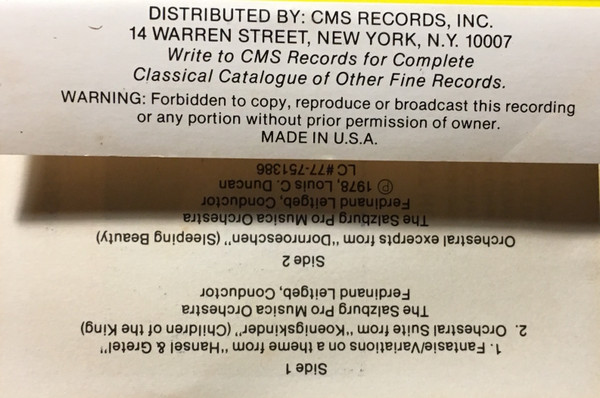 DISTRIBUTED BY: CMS RECORDS, INC.
14 WARREN STREET, NEW YORK, N.Y. 10007
Write to CMS Records for Complete
Classical Catalogue of Other Fine Records.
WARNING: Forbidden to copy, reproduce or broadcast this recording
or any portion without prior permission of owner.
MADE IN U.S.A.
Side 1
1. Fantasie/Variations on a theme from "Hansel & Gretel"
2. Orchestral Suite from "Koenigskinder" (Children of the King)
The Salzburg Pro Musica Orchestra
Ferdinand Leitgeb, Conductor
Side 2
Orchestral excerpts from "Dornroeschen" (Sleeping Beauty)
The Salzburg Pro Musica Orchestra
Ferdinand Leitgeb, Conductor
Ⓟ 1978, Louis C. Duncan
LC #77-751386